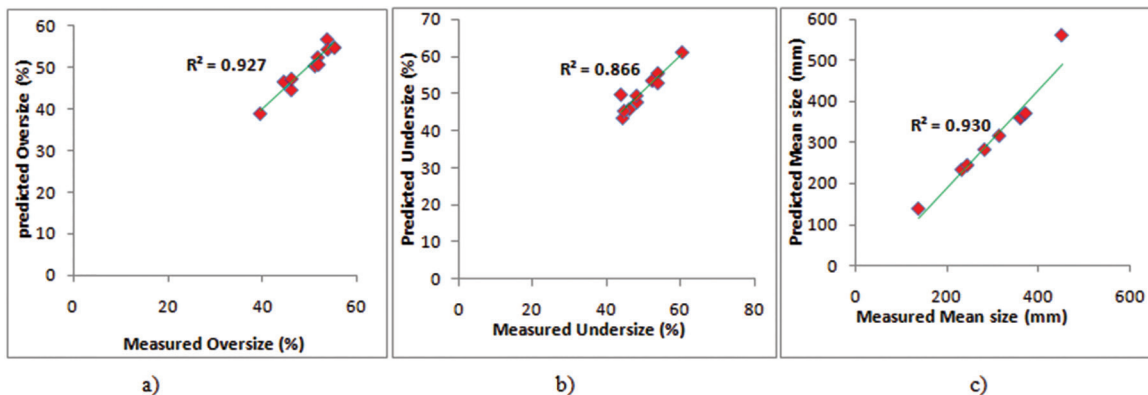 predicted Oversize (%)
60
50
40
30
20
10
0
R² = 0.927
0
20
40
60
Measured Oversize (%)
a)
Predicted Undersize (%)
70
60
50
40
30
20
10
0
R² = 0.866
0
20
40
60
80
Measured Undersize (%)
b)
Predicted Mean size (mm)
600
500
400
300
200
100
0
R² = 0.930
0
200
400
600
Measured Mean size (mm)
c)